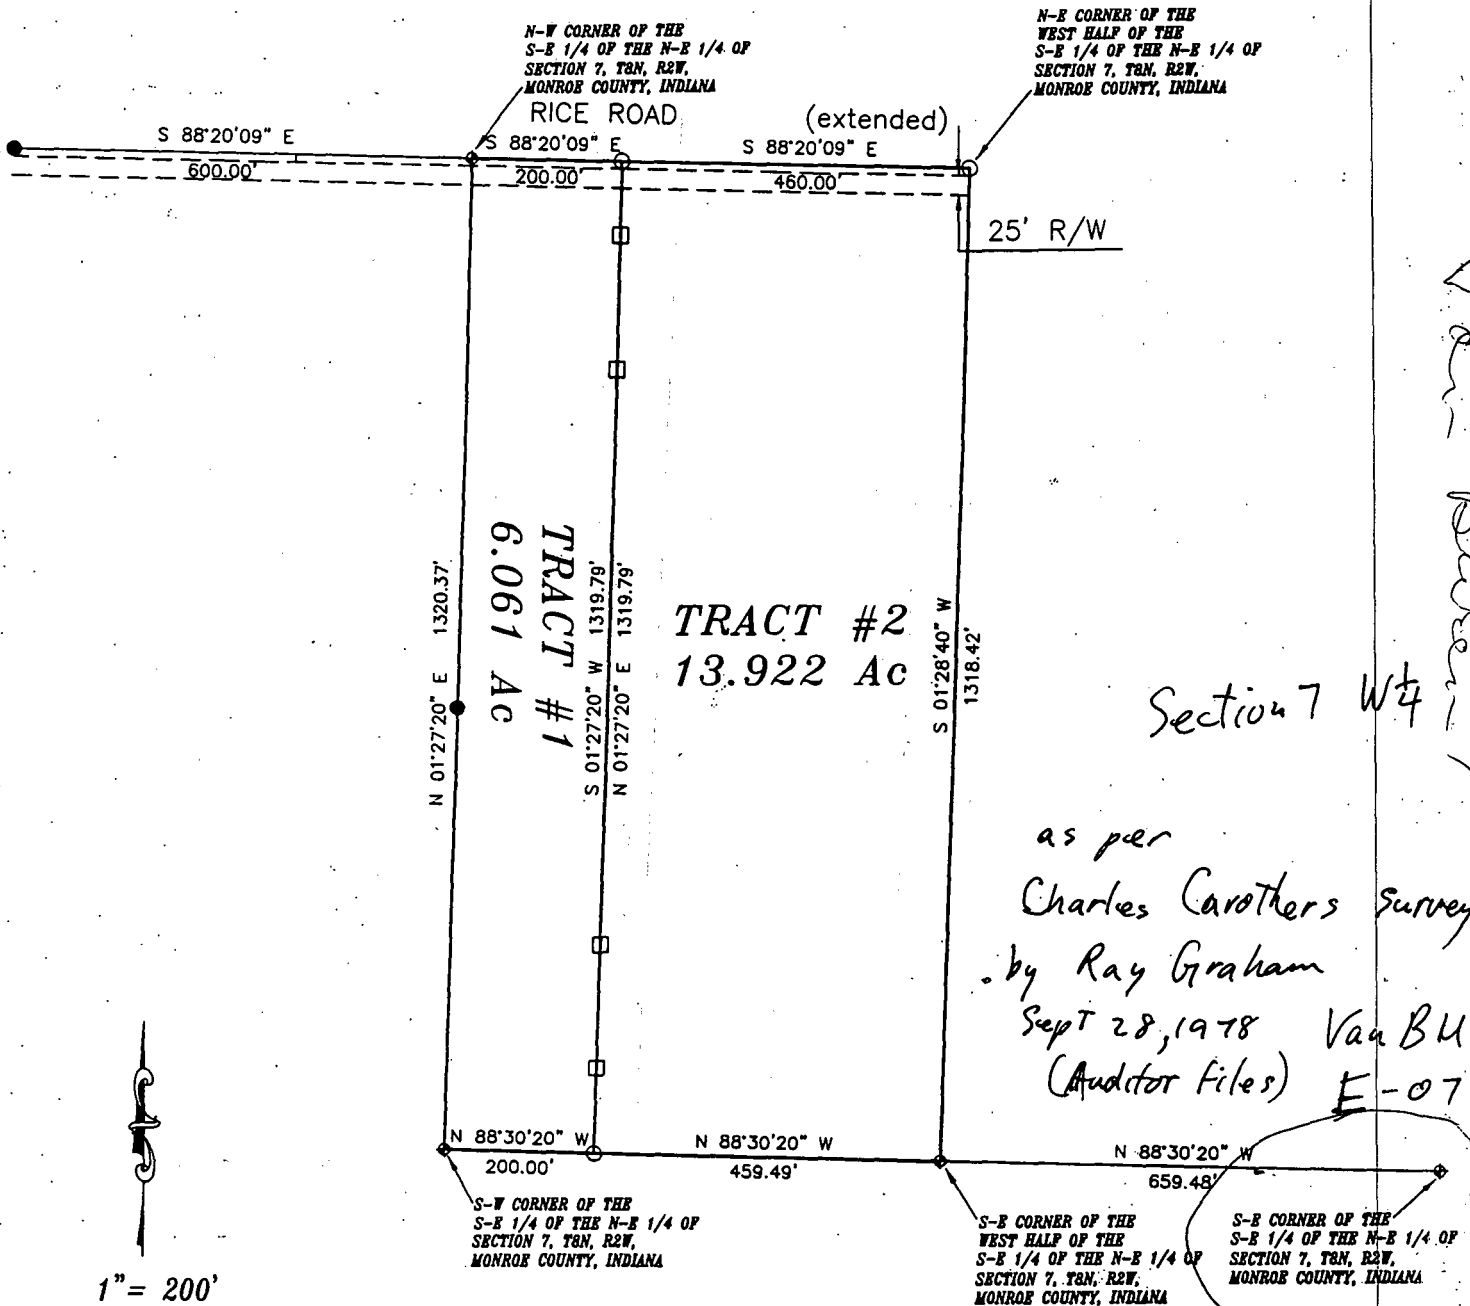 N-W CORNER OF THE
S-E 1/4 OF THE N-E 1/4 OF
SECTION 7, T8N, R2W,
MONROE COUNTY, INDIANA
N-E CORNER OF THE
WEST HALF OF THE
S-E 1/4 OF THE N-E 1/4 OF
SECTION 7, T8N, R2W,
MONROE COUNTY, INDIANA
RICE ROAD (extended)
S 88°20'09" E
600.00'
S 88°20'09" E
200.00'
S 88°20'09" E
460.00'
25' R/W
N 01°27'20" E 1320.37'
TRACT #1
6.061 Ac
S 01°27'20" W 1319.79'
N 01°27'20" E 1319.79'
TRACT #2
13.922 Ac
S 01°28'40" W
1318.42'
Section 7 W 1/4
as per
Charles Carothers Survey
by Ray Graham
Sept 28, 1978
(Auditor Files)
Van B
E-07
N 88°30'20" W
200.00'
N 88°30'20" W
459.49'
N 88°30'20" W
659.48'
S-W CORNER OF THE
S-E 1/4 OF THE N-E 1/4 OF
SECTION 7, T8N, R2W,
MONROE COUNTY, INDIANA
S-E CORNER OF THE
WEST HALF OF THE
S-E 1/4 OF THE N-E 1/4 OF
SECTION 7, T8N, R2W,
MONROE COUNTY, INDIANA
S-E CORNER OF THE
S-E 1/4 OF THE N-E 1/4 OF
SECTION 7, T8N, R2W,
MONROE COUNTY, INDIANA
1"= 200'